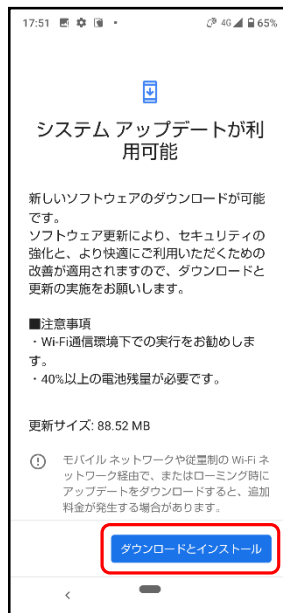 17:51
4G 65%
システム アップデートが利
用可能
新しいソフトウェアのダウンロードが可能
です。
ソフトウェア更新により、セキュリティの
強化と、より快適にご利用いただくための
改善が適用されますので、ダウンロードと
更新の実施をお願いします。
■注意事項
・Wi-Fi通信環境下での実行をお勧めしま
す。
・40%以上の電池残量が必要です。
更新サイズ: 88.52 MB
モバイル ネットワークや従量制の Wi-Fi ネ
ットワーク経由で、またはローミング時に
アップデートをダウンロードすると、追加
料金が発生する場合があります。
ダウンロードとインストール